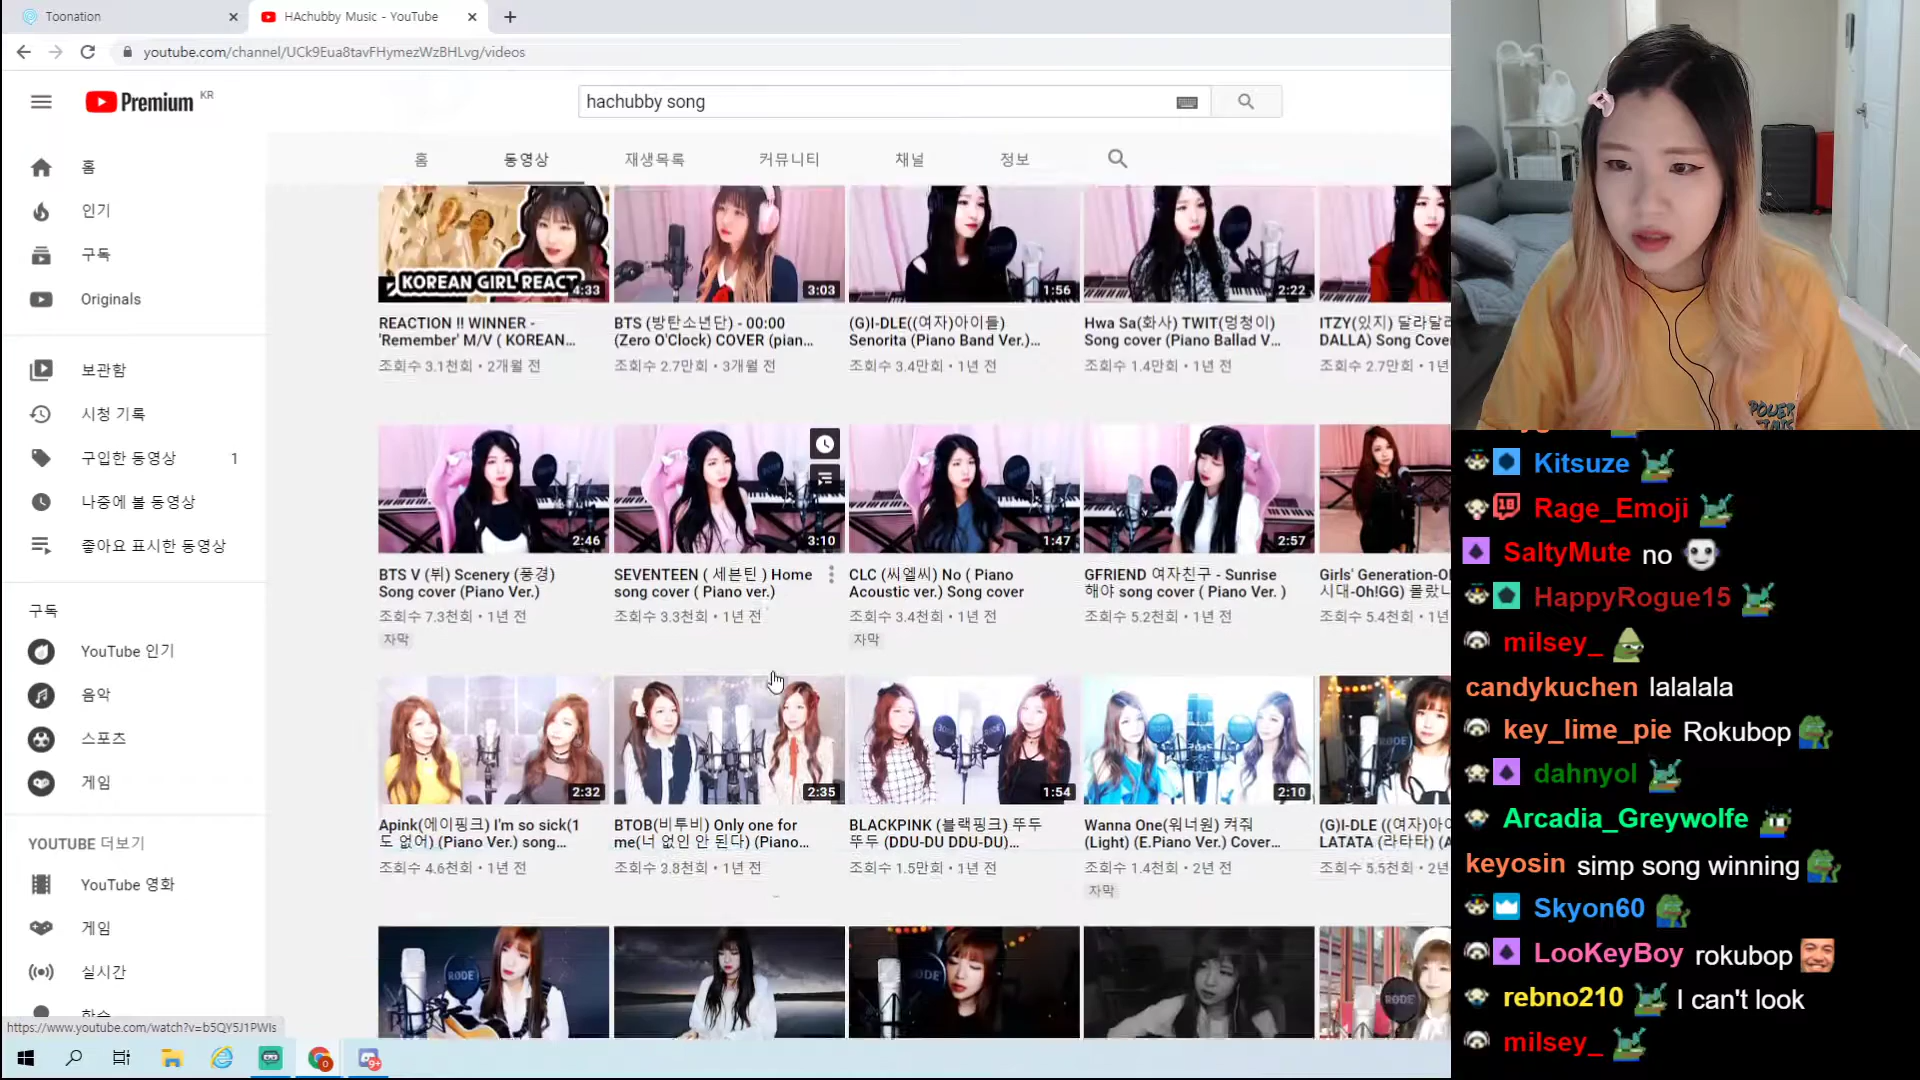 Toonation
HAchubby Music - YouTube
youtube.com/channel/UCk9Eua8tavFHymezWzBHLvg/videos
Premium KR
hachubby song
홈
동영상
재생목록
커뮤니티
채널
정보
홈
인기
구독
Originals
보관함
시청 기록
구입한 동영상 1
나중에 볼 동영상
좋아요 표시한 동영상
구독
YouTube 인기
음악
스포츠
게임
YOUTUBE 더보기
YouTube 영화
게임
실시간
https://www.youtube.com/watch?v=b5QY5J1PWIs
KOREAN GIRL REACT
4:33
REACTION !! WINNER -
'Remember' M/V ( KOREAN...
조회수 3.1천회 • 2개월 전
3:03
BTS (방탄소년단) - 00:00
(Zero O'Clock) COVER (pian...
조회수 2.7만회 • 3개월 전
1:56
(G)I-DLE((여자)아이들)
Senorita (Piano Band Ver.)...
조회수 3.4만회 • 1년 전
2:22
Hwa Sa(화사) TWIT(멍청이)
Song cover (Piano Ballad V...
조회수 1.4만회 • 1년 전
ITZY(있지) 달라달라
DALLA) Song Cove
조회수 2.7만회 • 1년
2:46
BTS V (뷔) Scenery (풍경)
Song cover (Piano Ver.)
조회수 7.3천회 • 1년 전
자막
3:10
SEVENTEEN ( 세븐틴 ) Home
song cover ( Piano ver.)
조회수 3.3천회 • 1년 전
1:47
CLC (씨엘씨) No ( Piano
Acoustic ver.) Song cover
조회수 3.4천회 • 1년 전
자막
2:57
GFRIEND 여자친구 - Sunrise
해야 song cover ( Piano Ver. )
조회수 5.2천회 • 1년 전
Girls' Generation-O
시대-Oh!GG) 몰랐니
조회수 5.4천회 • 1년
2:32
Apink(에이핑크) I'm so sick(1
도 없어) (Piano Ver.) song...
조회수 4.6천회 • 1년 전
2:35
BTOB(비투비) Only one for
me(너 없인 안 된다) (Piano...
조회수 3.8천회 • 1년 전
1:54
BLACKPINK (블랙핑크) 뚜두
뚜두 (DDU-DU DDU-DU)...
조회수 1.5만회 • 1년 전
2:10
Wanna One(워너원) 켜줘
(Light) (E.Piano Ver.) Cover...
조회수 1.4천회 • 2년 전
자막
RODE
(G)I-DLE ((여자)아이
LATATA (라타타) (A
조회수 5.5천회 • 2년
RODE
RODE
RODE
9+
POWER
Kitsuze
Rage_Emoji
SaltyMute no
HappyRogue15
milsey_
candykuchen lalalala
key_lime_pie Rokubop
dahnyol
Arcadia_Greywolfe
keyosin simp song winning
Skyon60
LooKeyBoy rokubop
rebno210 I can't look
milsey_